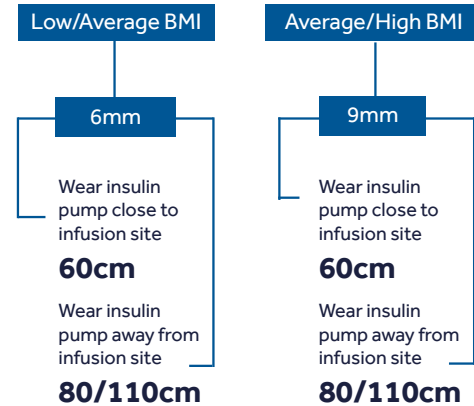 Low/Average BMI
6mm
Wear insulin
pump close to
infusion site
60cm
Wear insulin
pump away from
infusion site
80/110cm
Average/High BMI
9mm
Wear insulin
pump close to
infusion site
60cm
Wear insulin
pump away from
infusion site
80/110cm